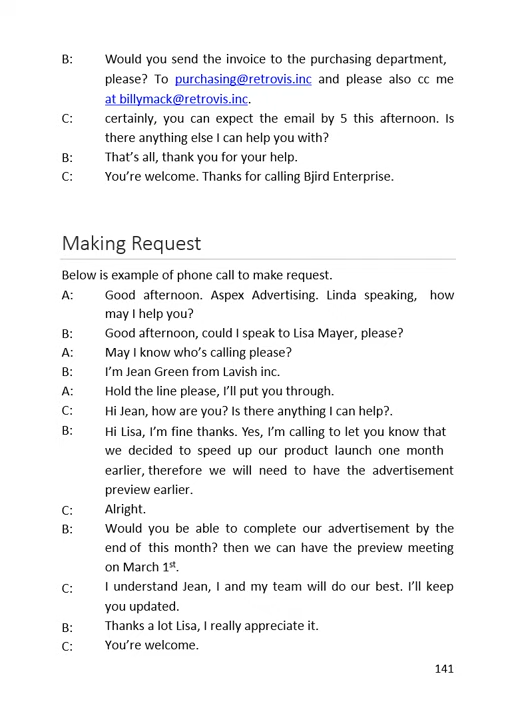 B: Would you send the invoice to the purchasing department,
please? To purchasing@retrovis.inc and please also cc me
at billymack@retrovis.inc.
C: certainly, you can expect the email by 5 this afternoon. Is
there anything else I can help you with?
B: That's all, thank you for your help.
C: You're welcome. Thanks for calling Bjird Enterprise.
Making Request
Below is example of phone call to make request.
A: Good afternoon. Aspex Advertising. Linda speaking, how
may I help you?
B: Good afternoon, could I speak to Lisa Mayer, please?
A: May I know who's calling please?
B: I'm Jean Green from Lavish inc.
A: Hold the line please, I'll put you through.
C: Hi Jean, how are you? Is there anything I can help?.
B: Hi Lisa, I'm fine thanks. Yes, I'm calling to let you know that
we decided to speed up our product launch one month
earlier, therefore we will need to have the advertisement
preview earlier.
C: Alright.
B: Would you be able to complete our advertisement by the
end of this month? then we can have the preview meeting
on March 1st.
C: I understand Jean, I and my team will do our best. I'll keep
you updated.
B: Thanks a lot Lisa, I really appreciate it.
C: You're welcome.
141